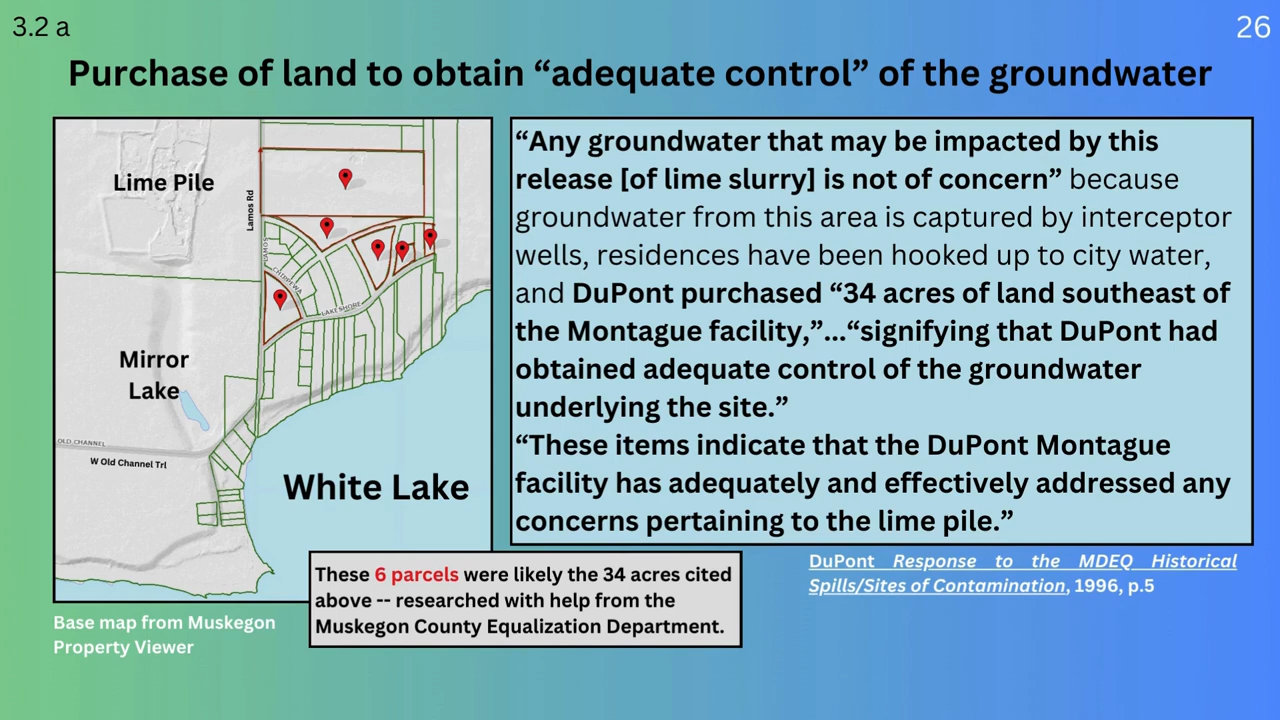 3.2 a
26
Purchase of land to obtain “adequate control” of the groundwater
Lime Pile
Lamos Rd
LAMOS
CHIPPEWA
LAKE SHORE
Mirror
Lake
OLD CHANNEL
W Old Channel Trl
White Lake
“Any groundwater that may be impacted by this
release [of lime slurry] is not of concern” because
groundwater from this area is captured by interceptor
wells, residences have been hooked up to city water,
and DuPont purchased “34 acres of land southeast of
the Montague facility,”...“signifying that DuPont had
obtained adequate control of the groundwater
underlying the site.”
“These items indicate that the DuPont Montague
facility has adequately and effectively addressed any
concerns pertaining to the lime pile.”
These 6 parcels were likely the 34 acres cited
above -- researched with help from the
Muskegon County Equalization Department.
DuPont Response to the MDEQ Historical
Spills/Sites of Contamination, 1996, p.5
Base map from Muskegon
Property Viewer